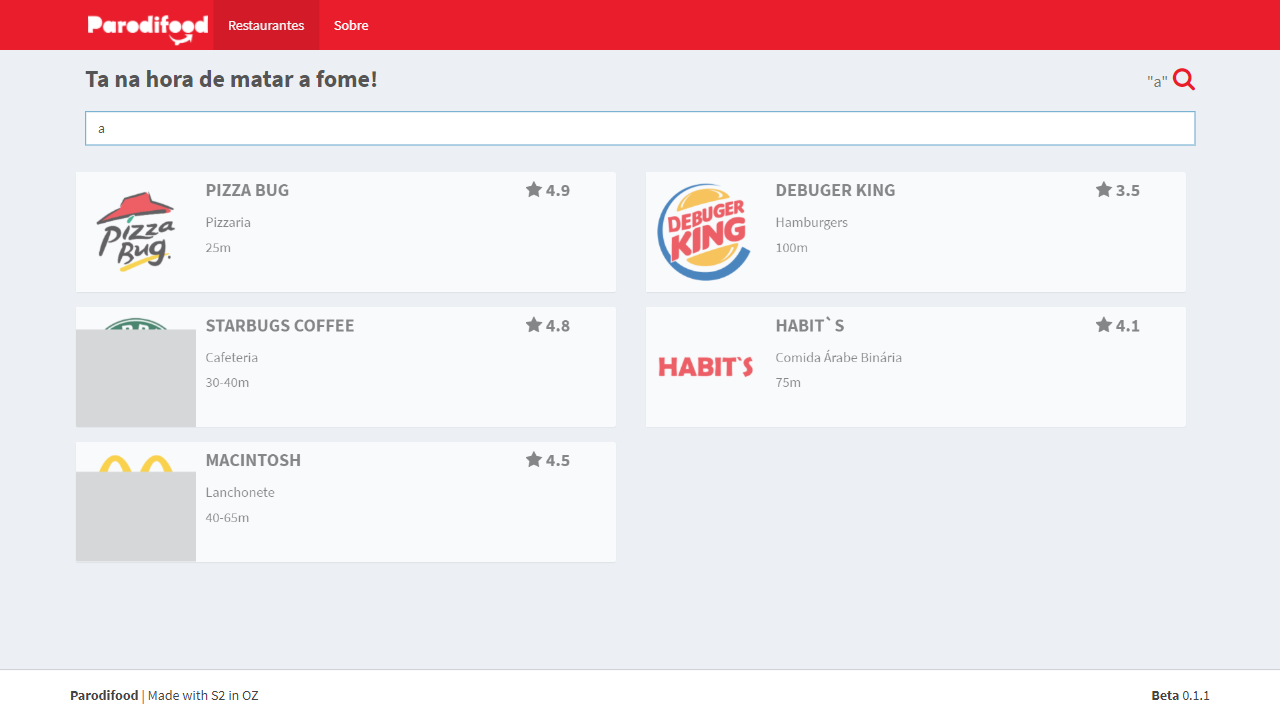 Parodifood Restaurantes Sobre
Ta na hora de matar a fome! "a"
a
Pizza Bug.
PIZZA BUG 4.9
Pizzaria
25m
DEBUGER KING
DEBUGER KING 3.5
Hamburgers
100m
STARBUGS COFFEE 4.8
Cafeteria
30-40m
HABIT`S
HABIT`S 4.1
Comida Árabe Binária
75m
MACINTOSH 4.5
Lanchonete
40-65m
Parodifood | Made with S2 in OZ Beta 0.1.1